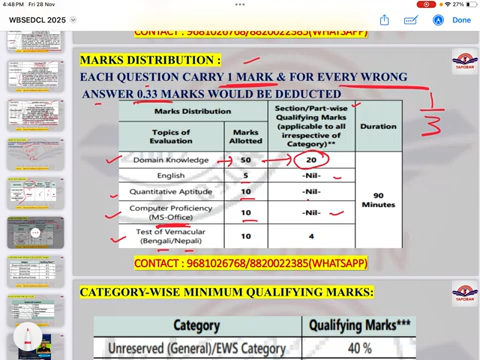 4:48 PM Fri 28 Nov
27%
WBSEDCL 2025
Done
CONTACT: 9681026768/8820022385(WHATSAPP)
MARKS DISTRIBUTION :
EACH QUESTION CARRY 1 MARK & FOR EVERY WRONG
ANSWER 0.33 MARKS WOULD BE DEDUCTED
1/3
TAPOBAN
Marks Distribution
Section/Part-wise
Qualifying Marks
(applicable to all
irrespective of
Category)**
Duration
Topics of
Evaluation
Marks
Allotted
Domain Knowledge 50 20
English 5 -Nil-
Quantitative Aptitude 10 -Nil-
Computer Proficiency
(MS-Office) 10 -Nil-
Test of Vernacular
(Bengali/Nepali) 10 4
90
Minutes
CONTACT: 9681026768/8820022385(WHATSAPP)
CATEGORY-WISE MINIMUM QUALIFYING MARKS:
TAPOBAN
Category Qualifying Marks***
Unreserved (General)/EWS Category 40 %